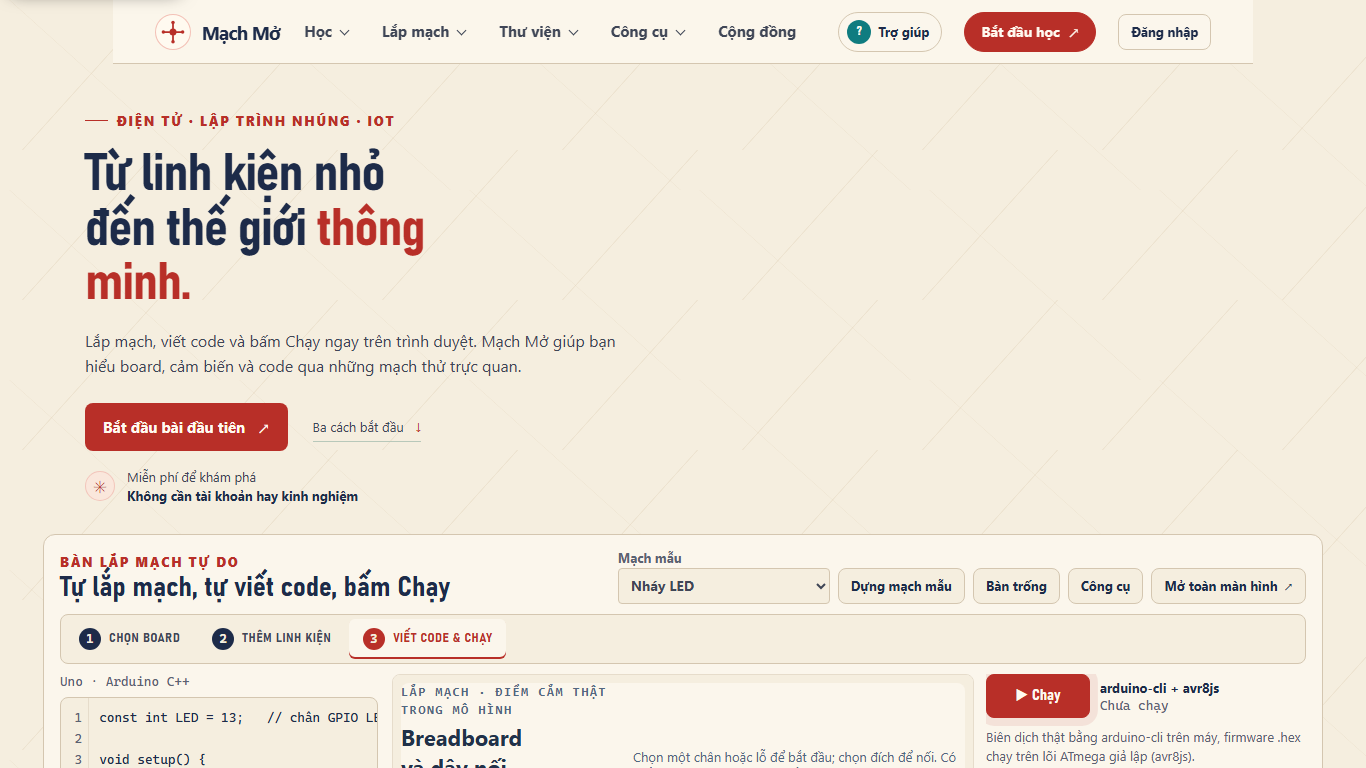 Mạch Mở
Học
Lắp mạch
Thư viện
Công cụ
Cộng đồng
? Trợ giúp
Bắt đầu học ↗
Đăng nhập
ĐIỆN TỬ · LẬP TRÌNH NHÚNG · IOT
Từ linh kiện nhỏ
đến thế giới thông
minh.
Lắp mạch, viết code và bấm Chạy ngay trên trình duyệt. Mạch Mở giúp bạn
hiểu board, cảm biến và code qua những mạch thử trực quan.
Bắt đầu bài đầu tiên ↗
Ba cách bắt đầu ↓
Miễn phí để khám phá
Không cần tài khoản hay kinh nghiệm
BÀN LẮP MẠCH TỰ DO
Tự lắp mạch, tự viết code, bấm Chạy
Mạch mẫu
Nháy LED
Dựng mạch mẫu
Bàn trống
Công cụ
Mở toàn màn hình ↗
1 CHỌN BOARD
2 THÊM LINH KIỆN
3 VIẾT CODE & CHẠY
Uno · Arduino C++
1 const int LED = 13; // chân GPIO LE
2
3 void setup() {
LẮP MẠCH · ĐIỂM CẮM THẬT
TRONG MÔ HÌNH
Breadboard
và dây nối
Chọn một chân hoặc lỗ để bắt đầu; chọn đích để nối. Có
▶ Chạy
arduino-cli + avr8js
Chưa chạy
Biên dịch thật bằng arduino-cli trên máy, firmware .hex
chạy trên lõi ATmega giả lập (avr8js).